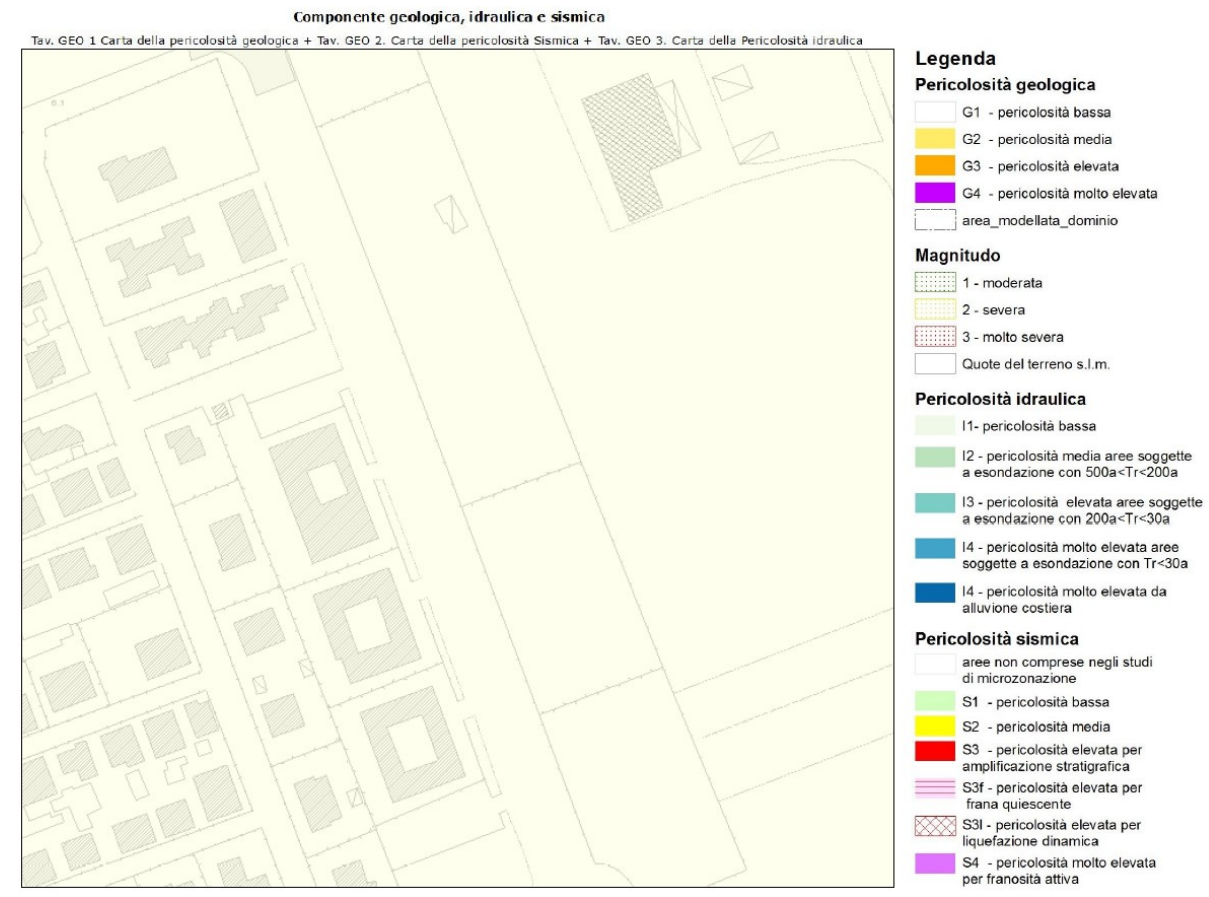 Componente geologica, idraulica e sismica
Tav. GEO 1 Carta della pericolosità geologica + Tav. GEO 2. Carta della pericolosità Sismica + Tav. GEO 3. Carta della Pericolosità idraulica
Legenda
Pericolosità geologica
G1 - pericolosità bassa
G2 - pericolosità media
G3 - pericolosità elevata
G4 - pericolosità molto elevata
area_modellata_dominio
Magnitudo
1 - moderata
2 - severa
3 - molto severa
Quote del terreno s.l.m.
Pericolosità idraulica
I1- pericolosità bassa
I2 - pericolosità media aree soggette
a esondazione con 500a<Tr<200a
I3 - pericolosità elevata aree soggette
a esondazione con 200a<Tr<30a
I4 - pericolosità molto elevata aree
soggette a esondazione con Tr<30a
I4 - pericolosità molto elevata da
alluvione costiera
Pericolosità sismica
aree non comprese negli studi
di microzonazione
S1 - pericolosità bassa
S2 - pericolosità media
S3 - pericolosità elevata per
amplificazione stratigrafica
S3f - pericolosità elevata per
frana quiescente
S3l - pericolosità elevata per
liquefazione dinamica
S4 - pericolosità molto elevata
per franosità attiva